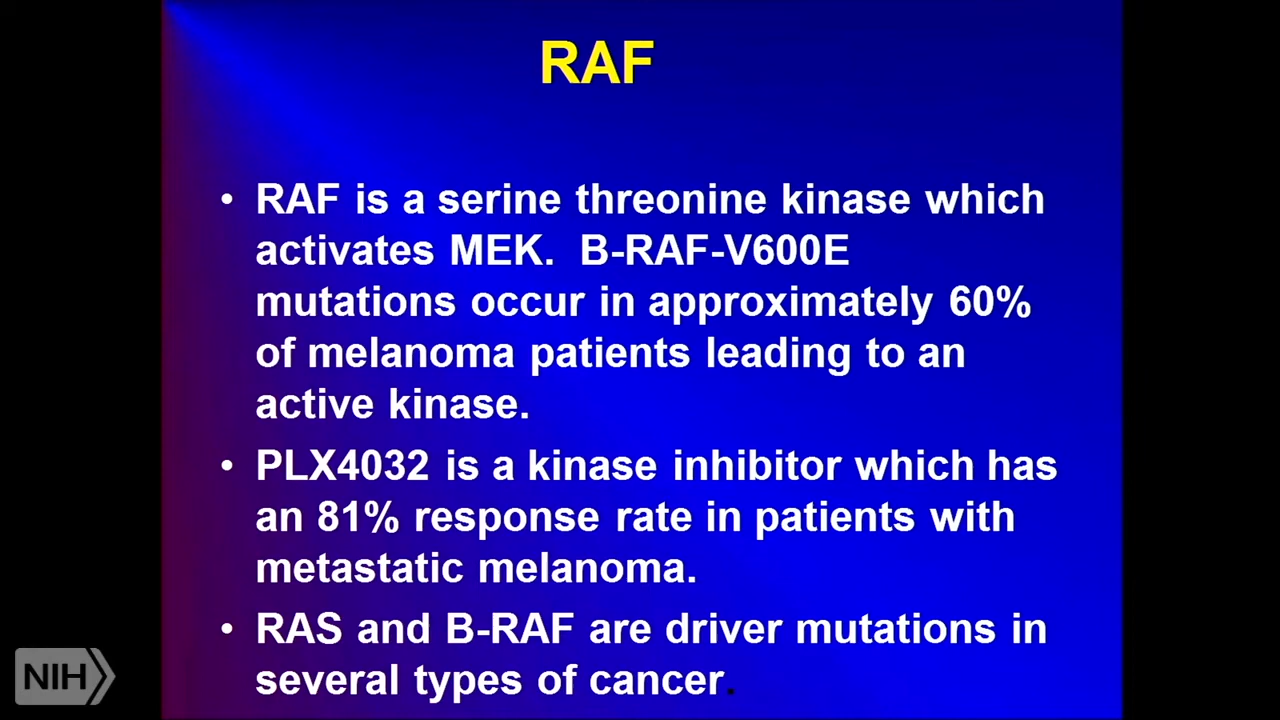 RAF
• RAF is a serine threonine kinase which
activates MEK.  B-RAF-V600E
mutations occur in approximately 60%
of melanoma patients leading to an
active kinase.
• PLX4032 is a kinase inhibitor which has
an 81% response rate in patients with
metastatic melanoma.
• RAS and B-RAF are driver mutations in
several types of cancer.
NIH